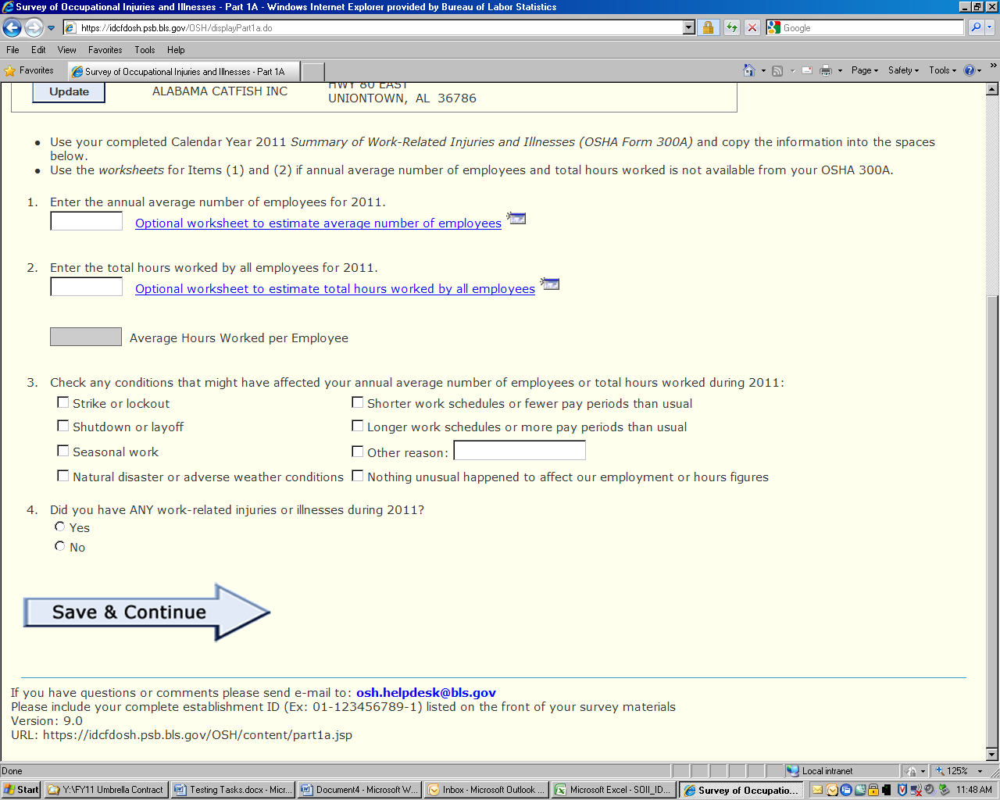 Survey of Occupational Injuries and Illnesses - Part 1A - Windows Internet Explorer provided by Bureau of Labor Statistics
https://idcfdosh.psb.bls.gov/OSH/displayPart1a.do
Google
File Edit View Favorites Tools Help
Favorites
Survey of Occupational Injuries and Illnesses - Part 1A
Page Safety Tools
HWY 80 EAST
Update ALABAMA CATFISH INC
UNIONTOWN, AL 36786
• Use your completed Calendar Year 2011 Summary of Work-Related Injuries and Illnesses (OSHA Form 300A) and copy the information into the spaces
below.
• Use the worksheets for Items (1) and (2) if annual average number of employees and total hours worked is not available from your OSHA 300A.
1. Enter the annual average number of employees for 2011.
Optional worksheet to estimate average number of employees
2. Enter the total hours worked by all employees for 2011.
Optional worksheet to estimate total hours worked by all employees
Average Hours Worked per Employee
3. Check any conditions that might have affected your annual average number of employees or total hours worked during 2011:
Strike or lockout Shorter work schedules or fewer pay periods than usual
Shutdown or layoff Longer work schedules or more pay periods than usual
Seasonal work Other reason:
Natural disaster or adverse weather conditions Nothing unusual happened to affect our employment or hours figures
4. Did you have ANY work-related injuries or illnesses during 2011?
Yes
No
Save & Continue
If you have questions or comments please send e-mail to: osh.helpdesk@bls.gov
Please include your complete establishment ID (Ex: 01-123456789-1) listed on the front of your survey materials
Version: 9.0
URL: https://idcfdosh.psb.bls.gov/OSH/content/part1a.jsp
Done Local intranet 125%
Start Y:\FY11 Umbrella Contract Testing Tasks.docx - Micr... Document4 - Microsoft W... Inbox - Microsoft Outlook ... Microsoft Excel - SOII_ID... Survey of Occupatio... 11:48 AM